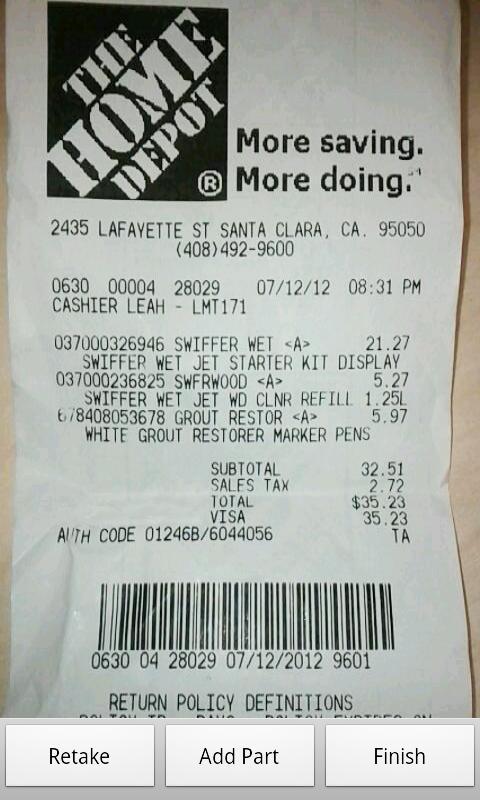 THE
HOME
DEPOT
®
More saving.
More doing.
2435 LAFAYETTE ST SANTA CLARA, CA. 95050
(408)492-9600
0630 00004 28029 07/12/12 08:31 PM
CASHIER LEAH - LMT171
037000326946 SWIFFER WET <A> 21.27
SWIFFER WET JET STARTER KIT DISPLAY
037000236825 SWFRWOOD <A> 5.27
SWIFFER WET JET WD CLNR REFILL 1.25L
678408053678 GROUT RESTOR <A> 5.97
WHITE GROUT RESTORER MARKER PENS
SUBTOTAL 32.51
SALES TAX 2.72
TOTAL $35.23
VISA 35.23
AUTH CODE 01246B/6044056 TA
0630 04 28029 07/12/2012 9601
RETURN POLICY DEFINITIONS
Retake
Add Part
Finish